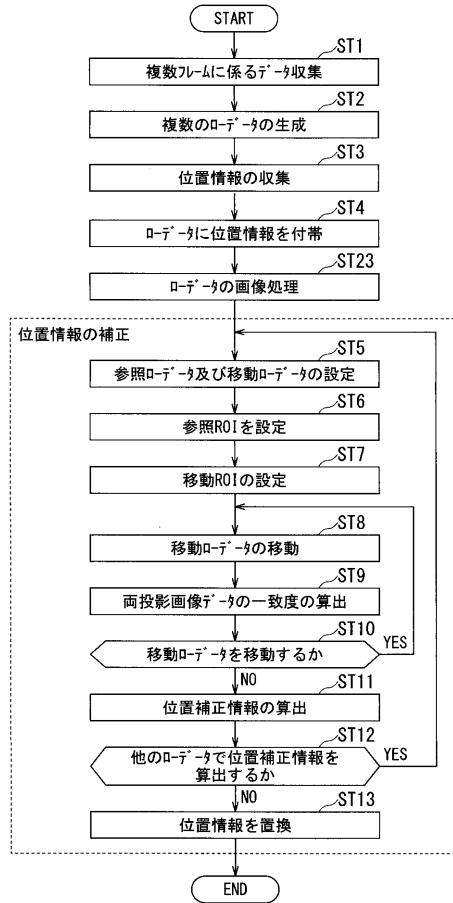 START
ST1
複数ﾌﾚｰﾑに係るﾃﾞｰﾀ収集
ST2
複数のﾛｰﾃﾞｰﾀの生成
ST3
位置情報の収集
ST4
ﾛｰﾃﾞｰﾀに位置情報を付帯
ST23
ﾛｰﾃﾞｰﾀの画像処理
位置情報の補正
ST5
参照ﾛｰﾃﾞｰﾀ及び移動ﾛｰﾃﾞｰﾀの設定
ST6
参照ROIを設定
ST7
移動ROIの設定
ST8
移動ﾛｰﾃﾞｰﾀの移動
ST9
両投影画像ﾃﾞｰﾀの一致度の算出
ST10
移動ﾛｰﾃﾞｰﾀを移動するか
YES
NO
ST11
位置補正情報の算出
ST12
他のﾛｰﾃﾞｰﾀで位置補正情報を
算出するか
YES
NO
ST13
位置情報を置換
END